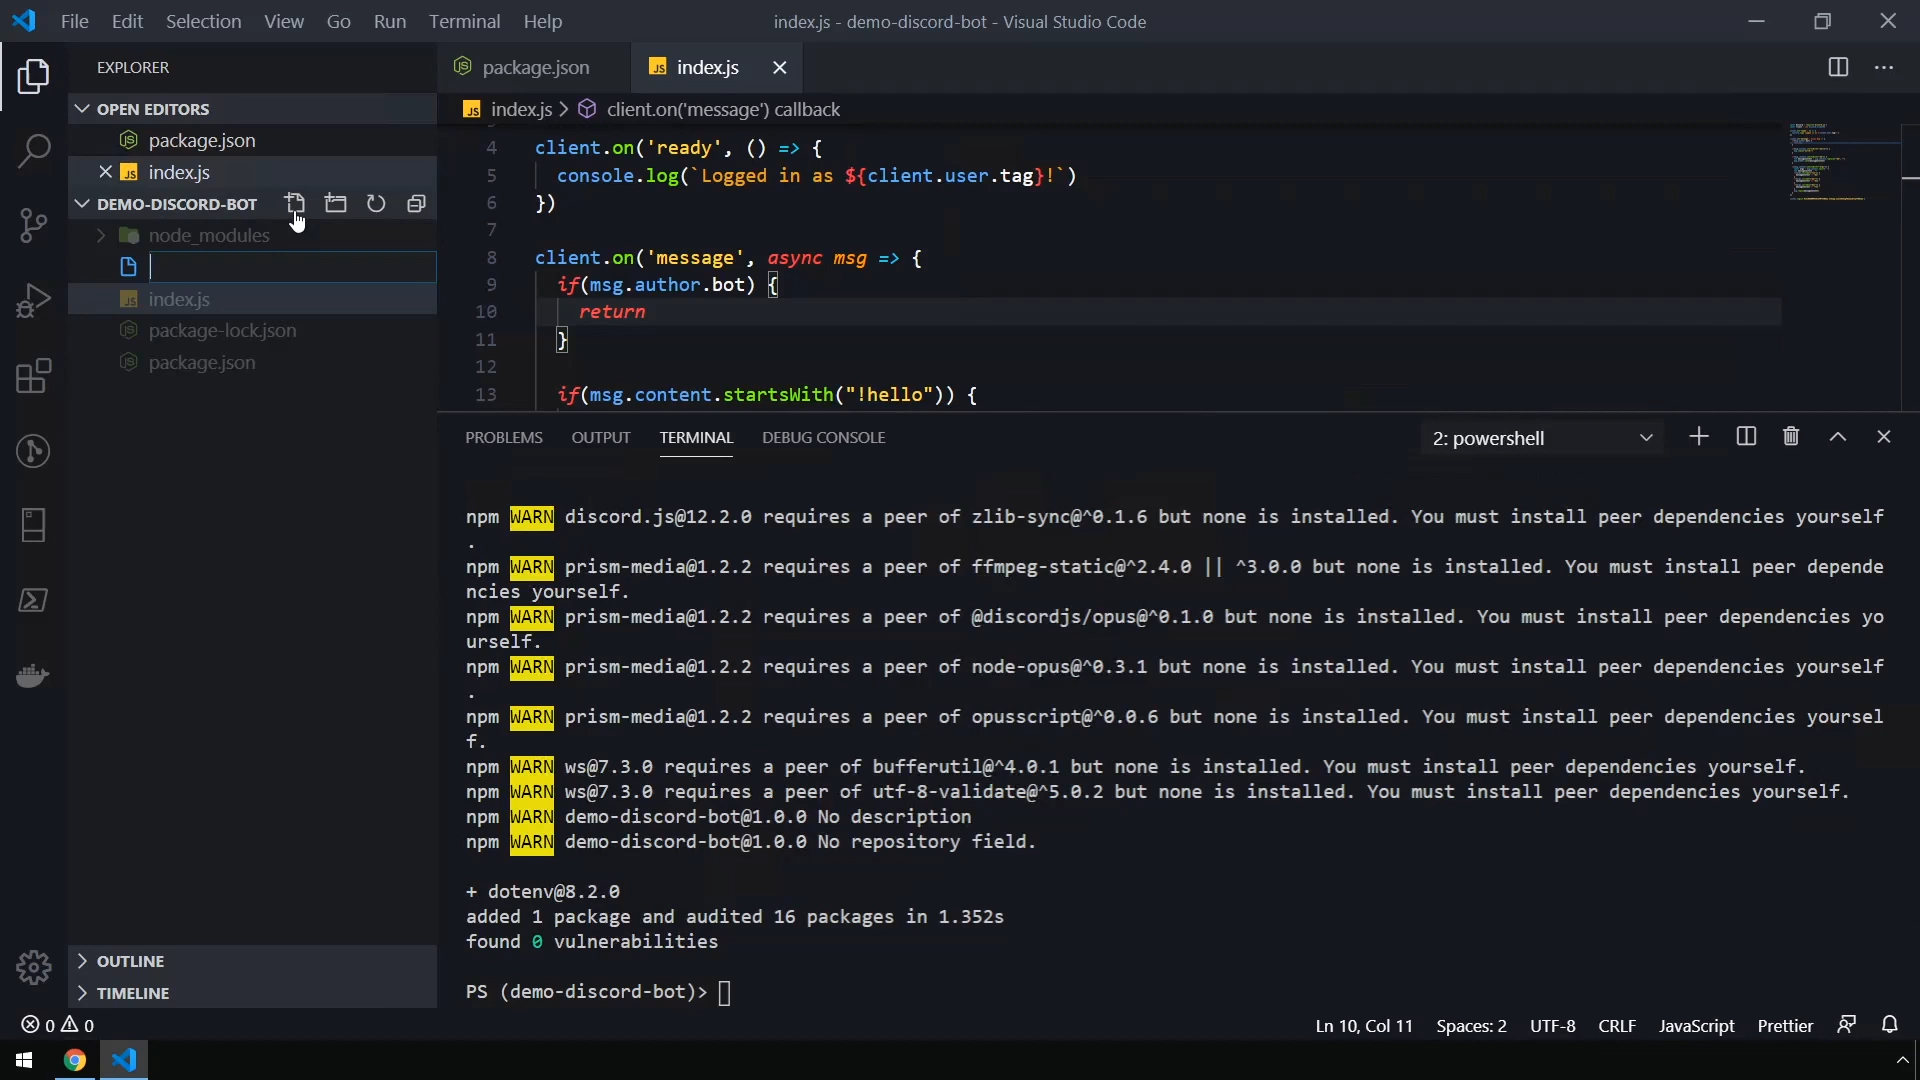 File Edit Selection View Go Run Terminal Help
index.js - demo-discord-bot - Visual Studio Code
EXPLORER
OPEN EDITORS
package.json
JS index.js
DEMO-DISCORD-BOT
node_modules
JS index.js
package-lock.json
package.json
OUTLINE
TIMELINE
package.json
JS index.js
JS index.js > client.on('message') callback
4 client.on('ready', () => {
5 console.log(`Logged in as ${client.user.tag}!`)
6 })
7
8 client.on('message', async msg => {
9 if(msg.author.bot) {
10 return
11 }
12
13 if(msg.content.startsWith("!hello")) {
PROBLEMS OUTPUT TERMINAL DEBUG CONSOLE
2: powershell
npm WARN discord.js@12.2.0 requires a peer of zlib-sync@^0.1.6 but none is installed. You must install peer dependencies yourself
.
npm WARN prism-media@1.2.2 requires a peer of ffmpeg-static@^2.4.0 || ^3.0.0 but none is installed. You must install peer depende
ncies yourself.
npm WARN prism-media@1.2.2 requires a peer of @discordjs/opus@^0.1.0 but none is installed. You must install peer dependencies yo
urself.
npm WARN prism-media@1.2.2 requires a peer of node-opus@^0.3.1 but none is installed. You must install peer dependencies yourself
.
npm WARN prism-media@1.2.2 requires a peer of opusscript@^0.0.6 but none is installed. You must install peer dependencies yoursel
f.
npm WARN ws@7.3.0 requires a peer of bufferutil@^4.0.1 but none is installed. You must install peer dependencies yourself.
npm WARN ws@7.3.0 requires a peer of utf-8-validate@^5.0.2 but none is installed. You must install peer dependencies yourself.
npm WARN demo-discord-bot@1.0.0 No description
npm WARN demo-discord-bot@1.0.0 No repository field.
+ dotenv@8.2.0
added 1 package and audited 16 packages in 1.352s
found 0 vulnerabilities
PS (demo-discord-bot)>
0 0
Ln 10, Col 11 Spaces: 2 UTF-8 CRLF JavaScript Prettier